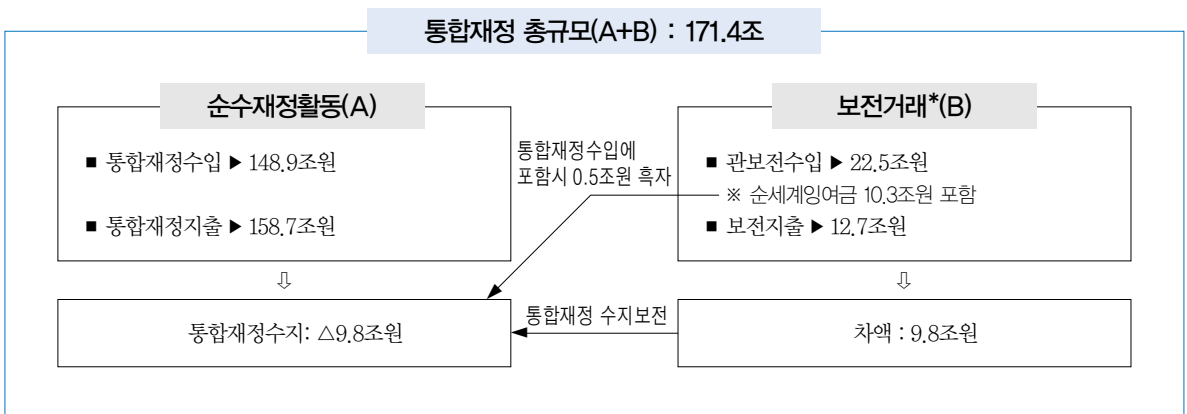 통합재정 총규모(A+B) : 171.4조
순수재정활동(A)
■ 통합재정수입 ▶ 148.9조원
■ 통합재정지출 ▶ 158.7조원
⇩
통합재정수지: △9.8조원
통합재정수입에
포함시 0.5조원 흑자
통합재정 수지보전
보전거래*(B)
■ 관보전수입 ▶ 22.5조원
※ 순세계잉여금 10.3조원 포함
■ 보전지출 ▶ 12.7조원
⇩
차액 : 9.8조원